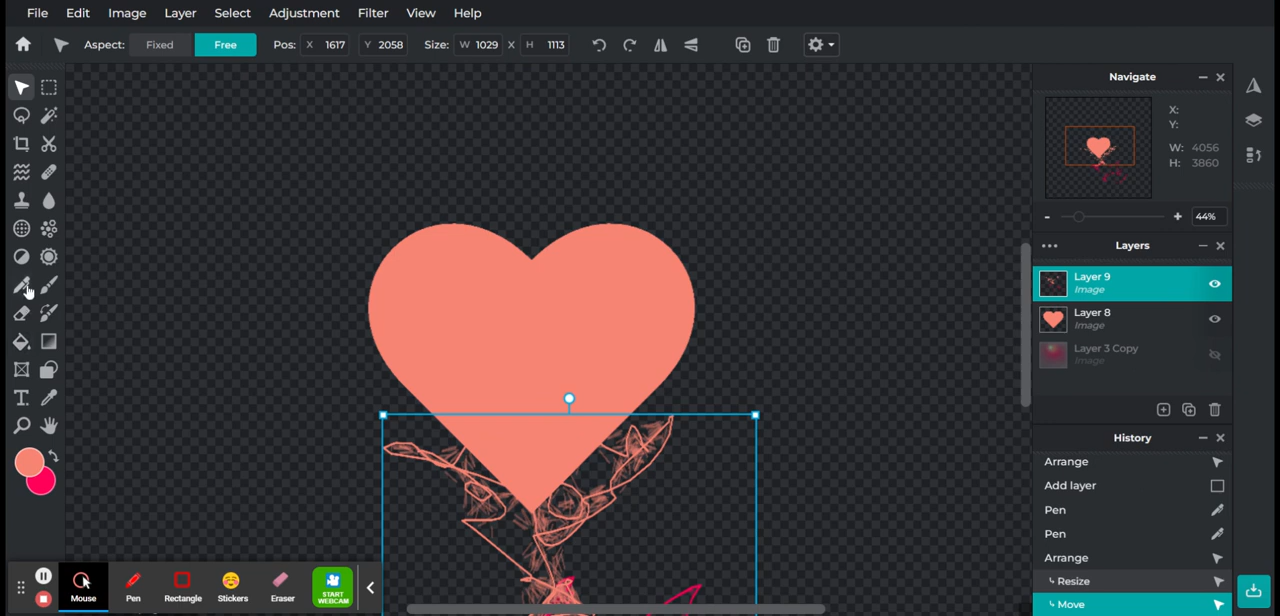 File Edit Image Layer Select Adjustment Filter View Help
Aspect: Fixed Free Pos: X 1617 Y 2058 Size: W 1029 X H 1113
Navigate
X:
Y:
W: 4056
H: 3860
- + 44%
Layers
Layer 9
Image
Layer 8
Image
Layer 3 Copy
Image
History
Arrange
Add layer
Pen
Pen
Arrange
Resize
Move
T
Mouse Pen Rectangle Stickers Eraser START
WEBCAM